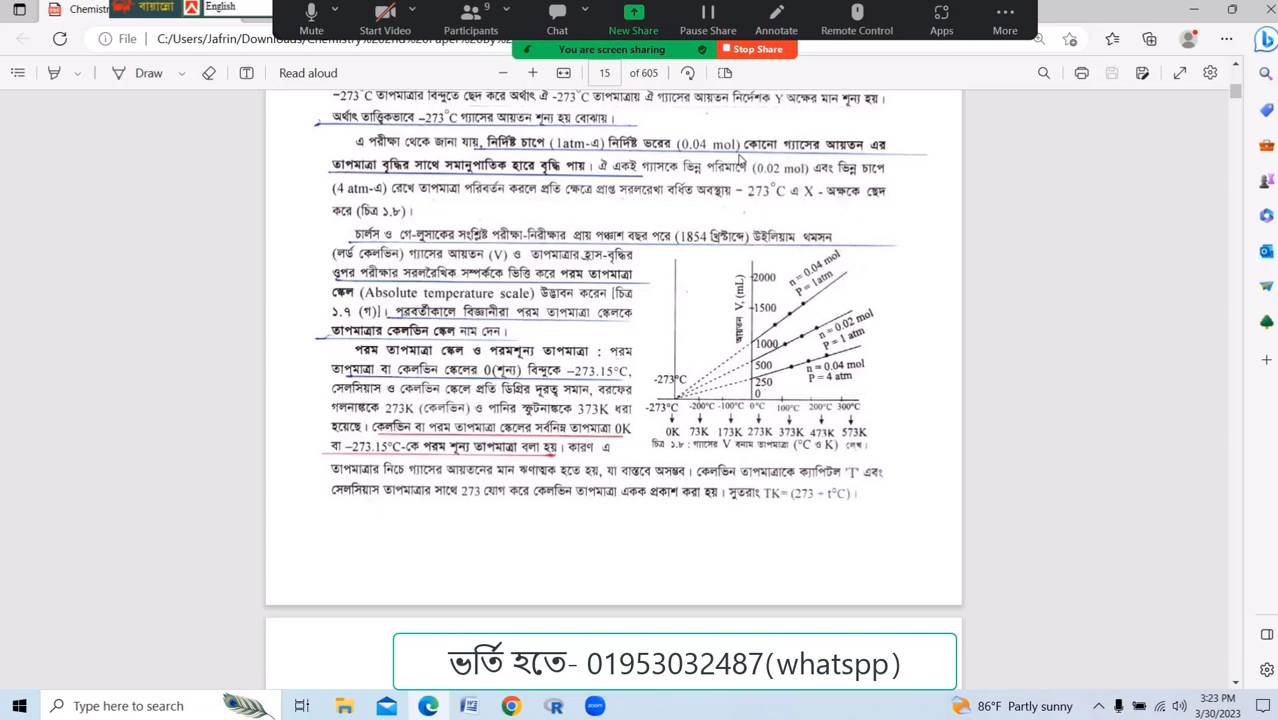 Chemistr
বায়ান্নো
English
Mute
Start Video
9
Participants
Chat
New Share
Pause Share
Annotate
Remote Control
Apps
More
You are screen sharing
Stop Share
File
C:/Users/Jafrin/Downloads/Chemistry
Draw
Read aloud
15
of 605
−273°C তাপমাত্রার বিন্দুতে ছেদ করে অর্থাৎ ঐ -273°C তাপমাত্রায় ঐ গ্যাসের আয়তন নির্দেশক Y অক্ষের মান শূন্য হয়।
অর্থাৎ তাত্ত্বিকভাবে −273°C গ্যাসের আয়তন শূন্য হয় বোঝায়।
এ পরীক্ষা থেকে জানা যায়, নির্দিষ্ট চাপে (1atm-এ) নির্দিষ্ট ভরের (0.04 mol) কোনো গ্যাসের আয়তন এর
তাপমাত্রা বৃদ্ধির সাথে সমানুপাতিক হারে বৃদ্ধি পায়। ঐ একই গ্যাসকে ভিন্ন পরিমাণে (0.02 mol) এবং ভিন্ন চাপে
(4 atm-এ) রেখে তাপমাত্রা পরিবর্তন করলে প্রতি ক্ষেত্রে প্রাপ্ত সরলরেখা বর্ধিত অবস্থায় − 273°C এ X - অক্ষকে ছেদ
করে (চিত্র ১.৮)।
চার্লস ও গে-লুসাকের সংশ্লিষ্ট পরীক্ষা-নিরীক্ষার প্রায় পঞ্চাশ বছর পরে (1854 খ্রিস্টাব্দে) উইলিয়াম থমসন
(লর্ড কেলভিন) গ্যাসের আয়তন (V) ও তাপমাত্রার হ্রাস-বৃদ্ধির
ওপর পরীক্ষার সরলরৈখিক সম্পর্ককে ভিত্তি করে পরম তাপমাত্রা
স্কেল (Absolute temperature scale) উদ্ভাবন করেন [চিত্র
১.৭ (গ)]। পরবর্তীকালে বিজ্ঞানীরা পরম তাপমাত্রা স্কেলকে
তাপমাত্রার কেলভিন স্কেল নাম দেন।
পরম তাপমাত্রা স্কেল ও পরমশূন্য তাপমাত্রা : পরম
তাপমাত্রা বা কেলভিন স্কেলের 0(শূন্য) বিন্দুকে −273.15°C,
সেলসিয়াস ও কেলভিন স্কেলে প্রতি ডিগ্রির দূরত্ব সমান, বরফের
গলনাঙ্ককে 273K (কেলভিন) ও পানির স্ফুটনাঙ্ককে 373K ধরা
হয়েছে। কেলভিন বা পরম তাপমাত্রা স্কেলের সর্বনিম্ন তাপমাত্রা 0K
বা −273.15°C-কে পরম শূন্য তাপমাত্রা বলা হয়। কারণ এ
তাপমাত্রার নিচে গ্যাসের আয়তনের মান ঋণাত্মক হতে হয়, যা বাস্তবে অসম্ভব। কেলভিন তাপমাত্রাকে ক্যাপিটল 'T' এবং
সেলসিয়াস তাপমাত্রার সাথে 273 যোগ করে কেলভিন তাপমাত্রা একক প্রকাশ করা হয়। সুতরাং TK= (273 + t°C)।
আয়তন V, (mL)
2000
1500
1000
500
250
0
n = 0.04 mol
P = 1atm
n = 0.02 mol
P = 1 atm
n = 0.04 mol
P = 4 atm
-273°C
-273°C -200°C -100°C 0°C 100°C 200°C 300°C
0K 73K 173K 273K 373K 473K 573K
চিত্র ১.৮ : গ্যাসের V বনাম তাপমাত্রা (°C ও K) লেখ।
ভর্তি হতে- 01953032487(whatspp)
Type here to search
86°F Partly sunny
3:23 PM
3/30/2023